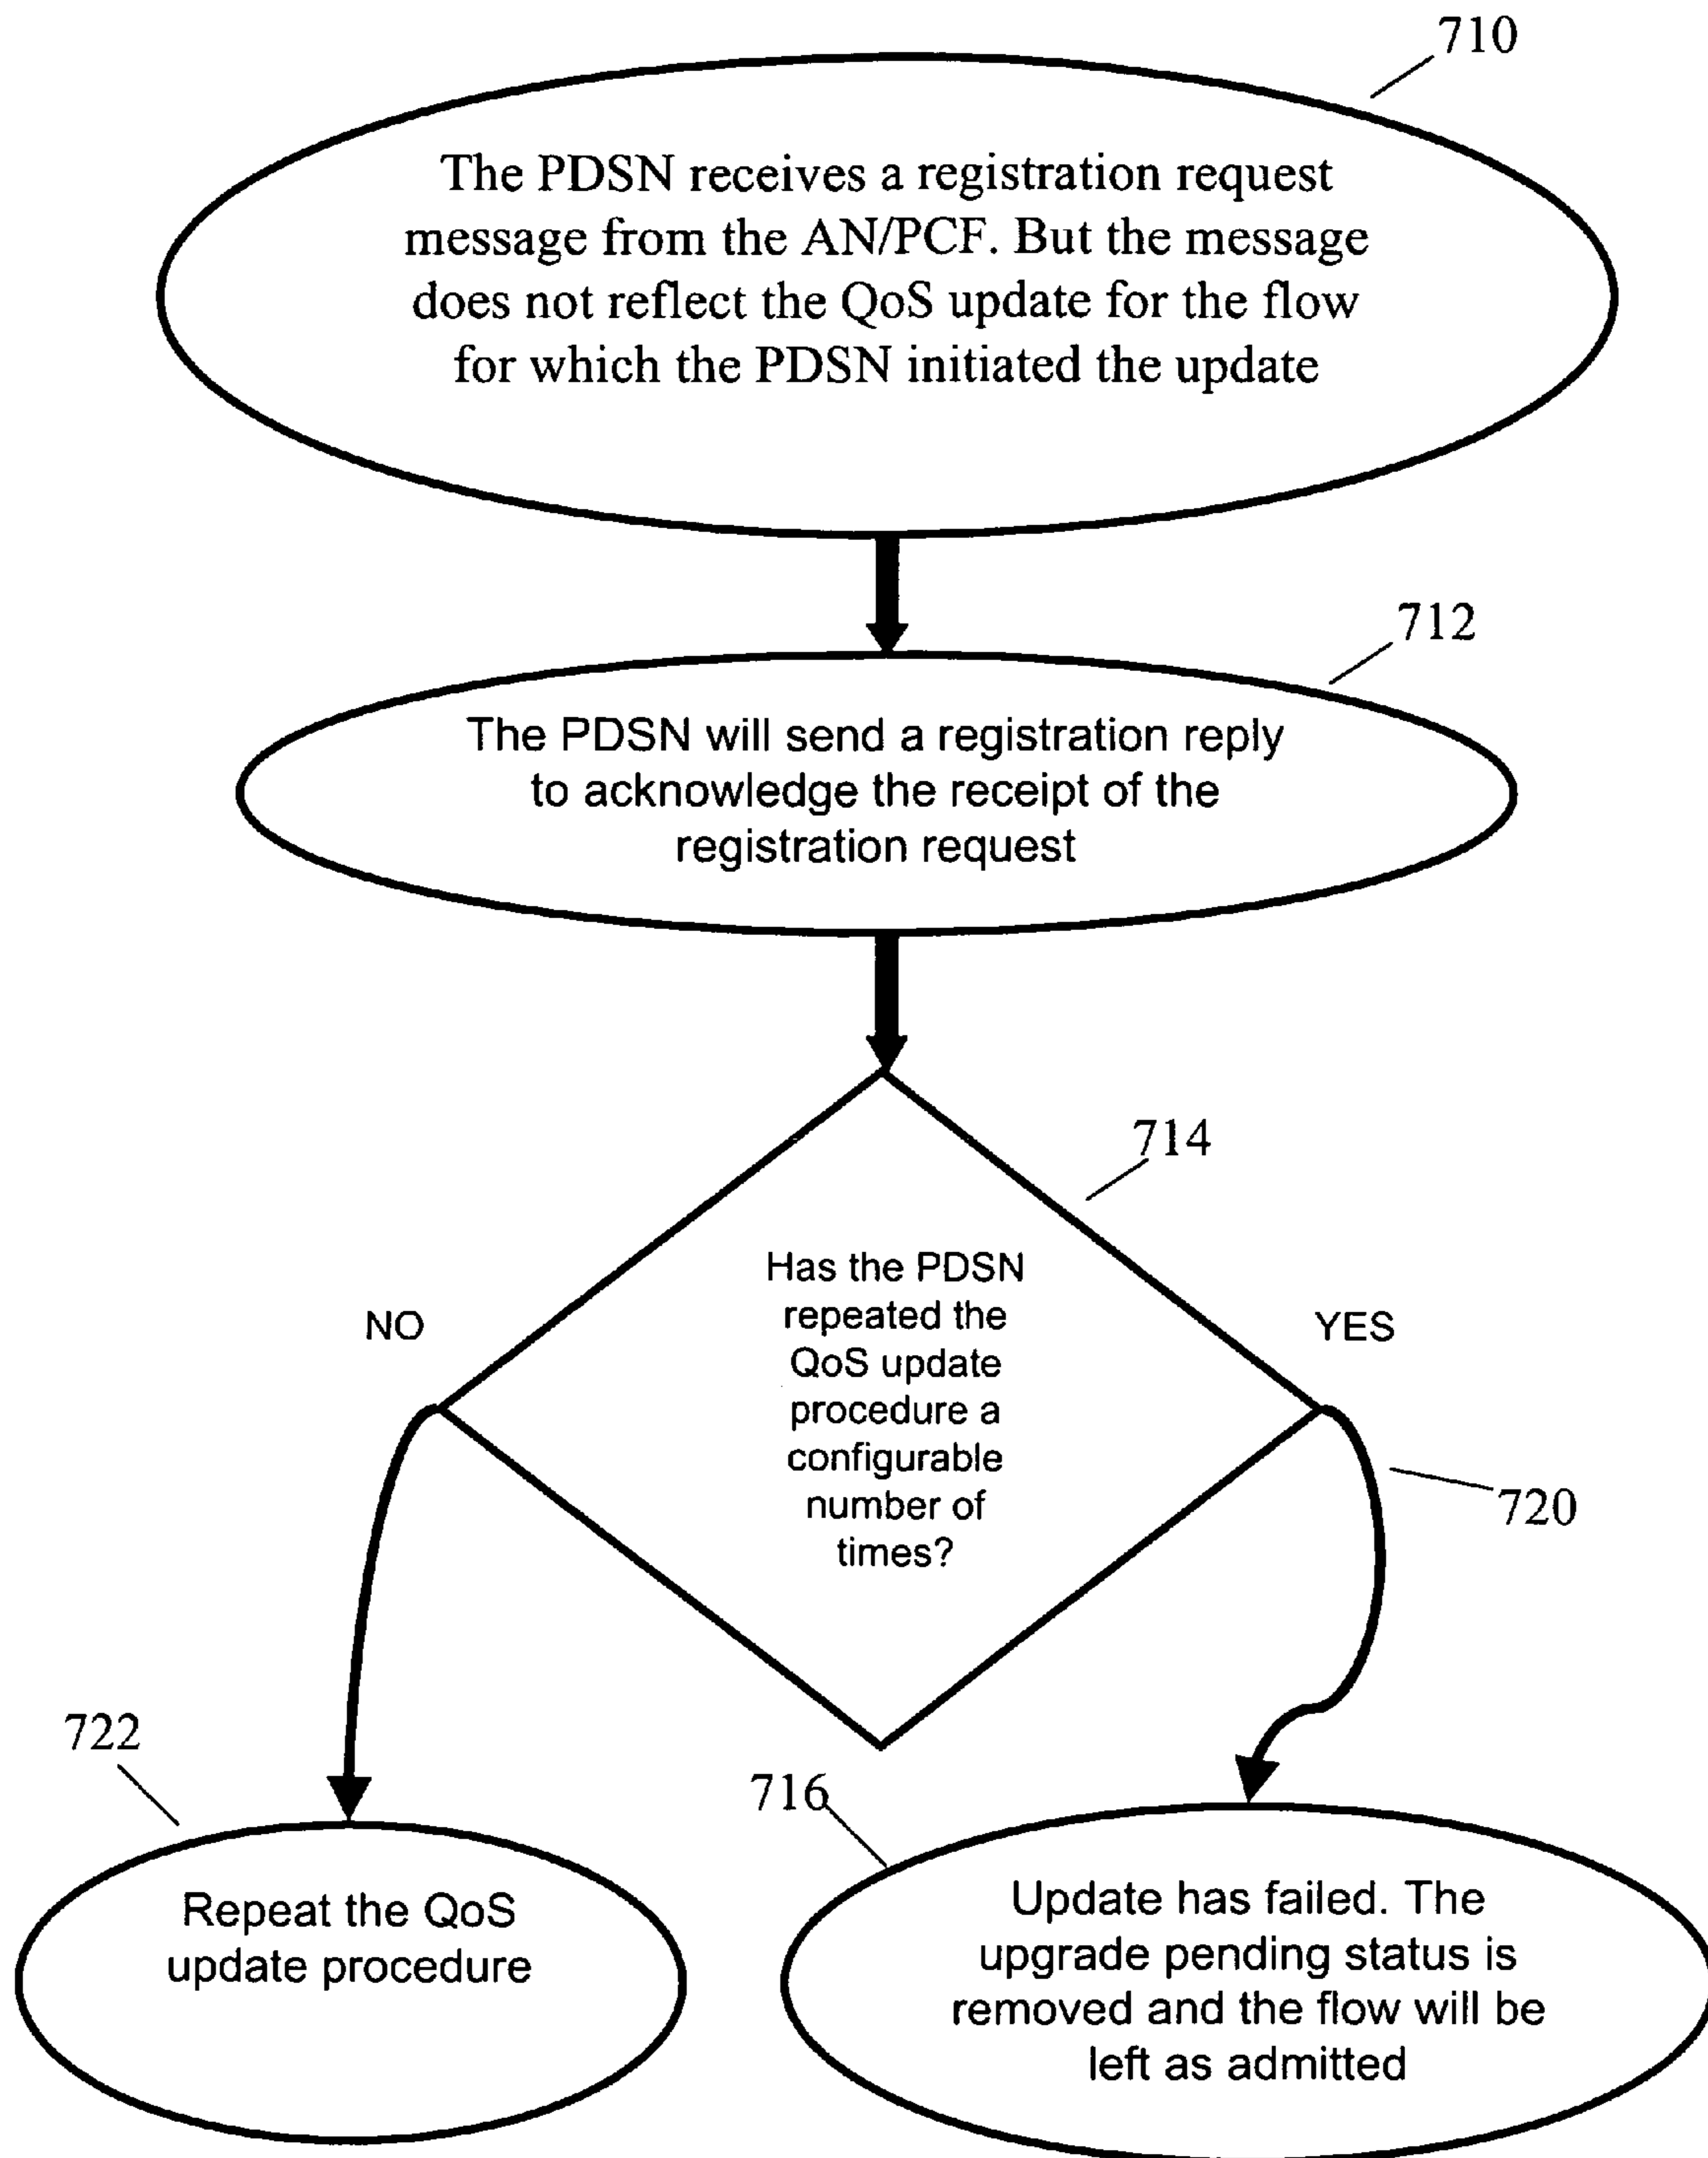 710
The PDSN receives a registration request
message from the AN/PCF. But the message
does not reflect the QoS update for the flow
for which the PDSN initiated the update
712
The PDSN will send a registration reply
to acknowledge the receipt of the
registration request
714
Has the PDSN
repeated the
QoS update
procedure a
configurable
number of
times?
NO
YES
720
722
716
Repeat the QoS
update procedure
Update has failed. The
upgrade pending status is
removed and the flow will be
left as admitted